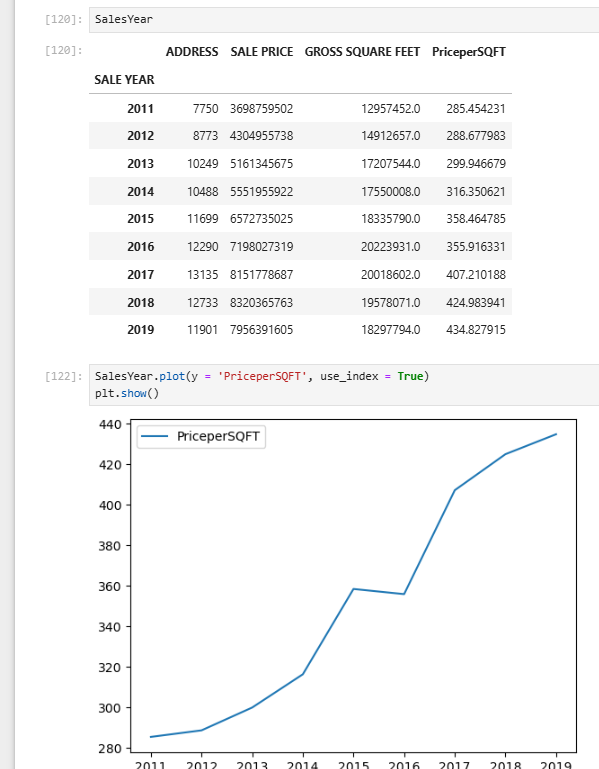 [120]: SalesYear
[120]: ADDRESS SALE PRICE GROSS SQUARE FEET PriceperSQFT
SALE YEAR
2011 7750 3698759502 12957452.0 285.454231
2012 8773 4304955738 14912657.0 288.677983
2013 10249 5161345675 17207544.0 299.946679
2014 10488 5551955922 17550008.0 316.350621
2015 11699 6572735025 18335790.0 358.464785
2016 12290 7198027319 20223931.0 355.916331
2017 13135 8151778687 20018602.0 407.210188
2018 12733 8320365763 19578071.0 424.983941
2019 11901 7956391605 18297794.0 434.827915
[122]: SalesYear.plot(y = 'PriceperSQFT', use_index = True)
plt.show()
440
PriceperSQFT
420
400
380
360
340
320
300
280
2011 2012 2013 2014 2015 2016 2017 2018 2019